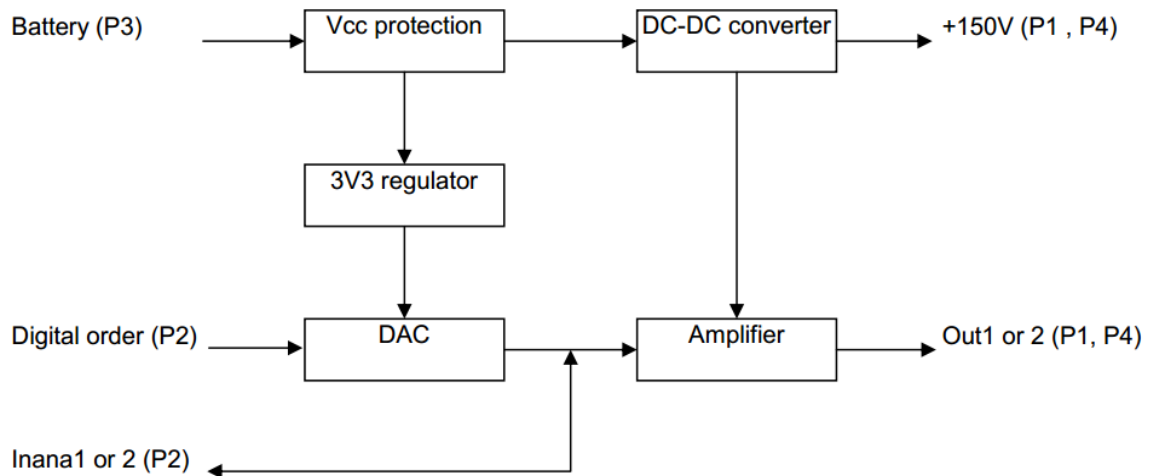 Battery (P3)
Vcc protection
DC-DC converter
+150V (P1 , P4)
3V3 regulator
Digital order (P2)
DAC
Amplifier
Out1 or 2 (P1, P4)
Inana1 or 2 (P2)